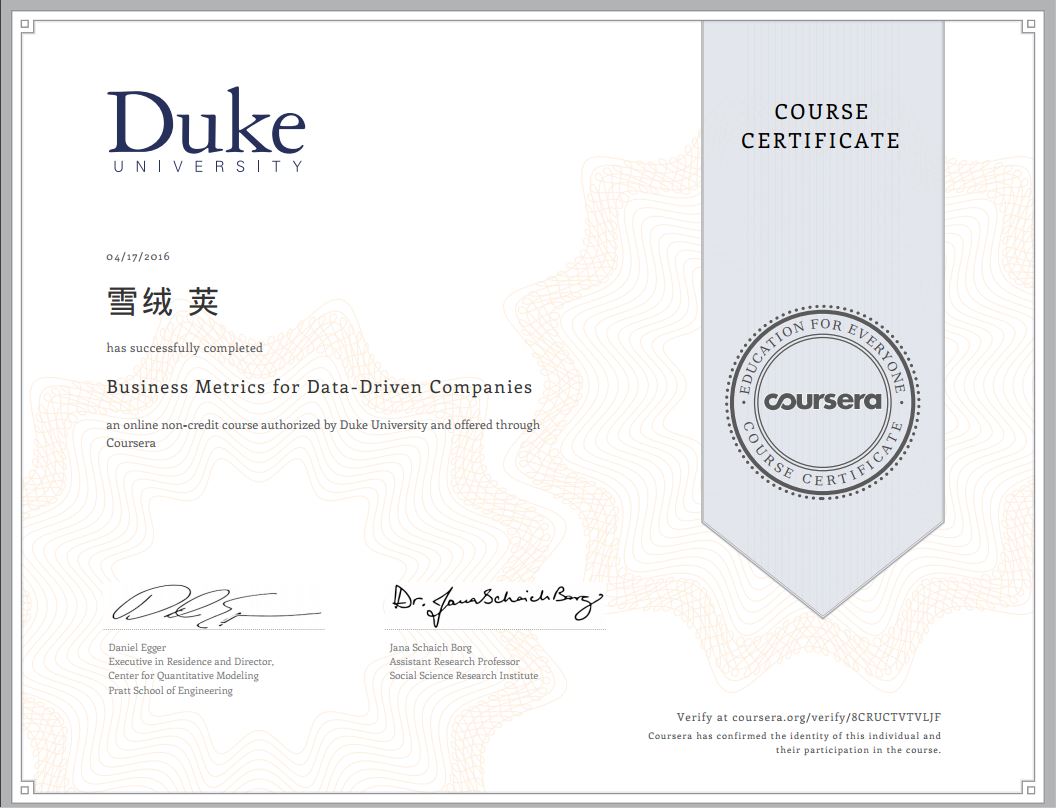 Duke
UNIVERSITY
COURSE
CERTIFICATE
04/17/2016
雪绒 荚
has successfully completed
Business Metrics for Data-Driven Companies
an online non-credit course authorized by Duke University and offered through
Coursera
EDUCATION FOR EVERYONE
coursera
COURSE CERTIFICATE
Dr. Jana Schaich Borg
Daniel Egger
Executive in Residence and Director,
Center for Quantitative Modeling
Pratt School of Engineering
Jana Schaich Borg
Assistant Research Professor
Social Science Research Institute
Verify at coursera.org/verify/8CRUCTVTVLJF
Coursera has confirmed the identity of this individual and
their participation in the course.